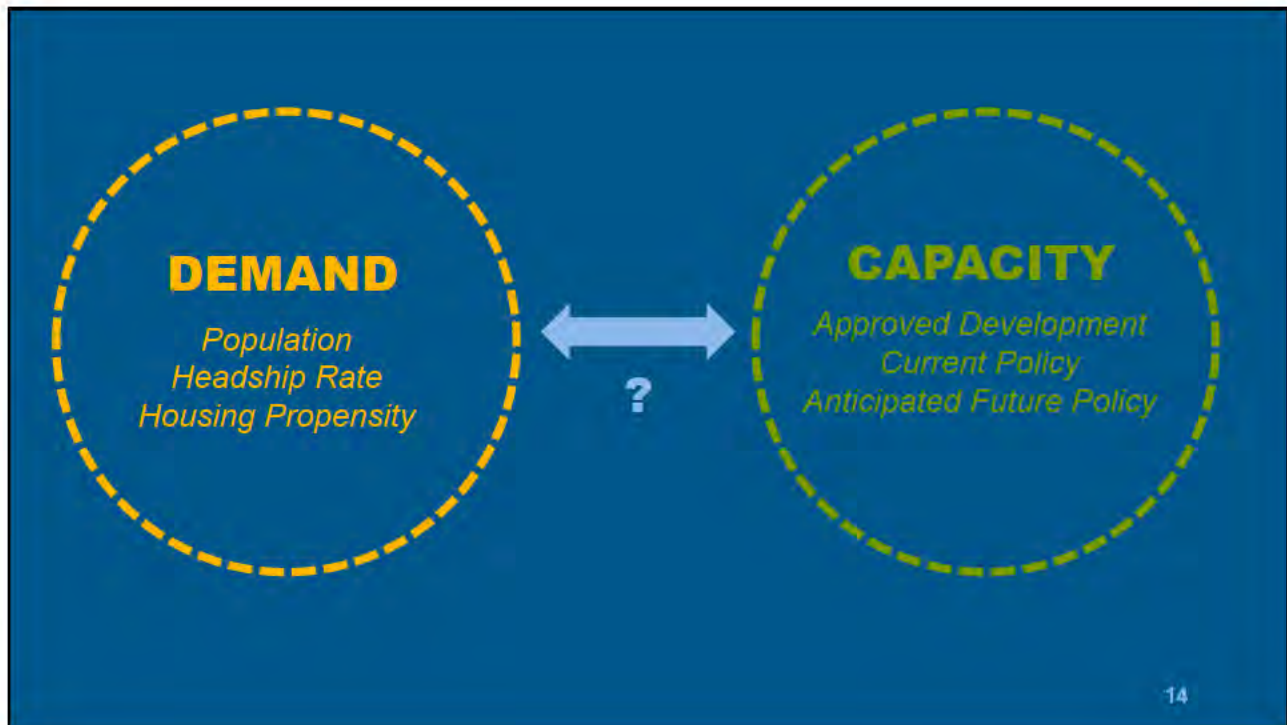 DEMAND
Population
Headship Rate
Housing Propensity
?
CAPACITY
Approved Development
Current Policy
Anticipated Future Policy
14